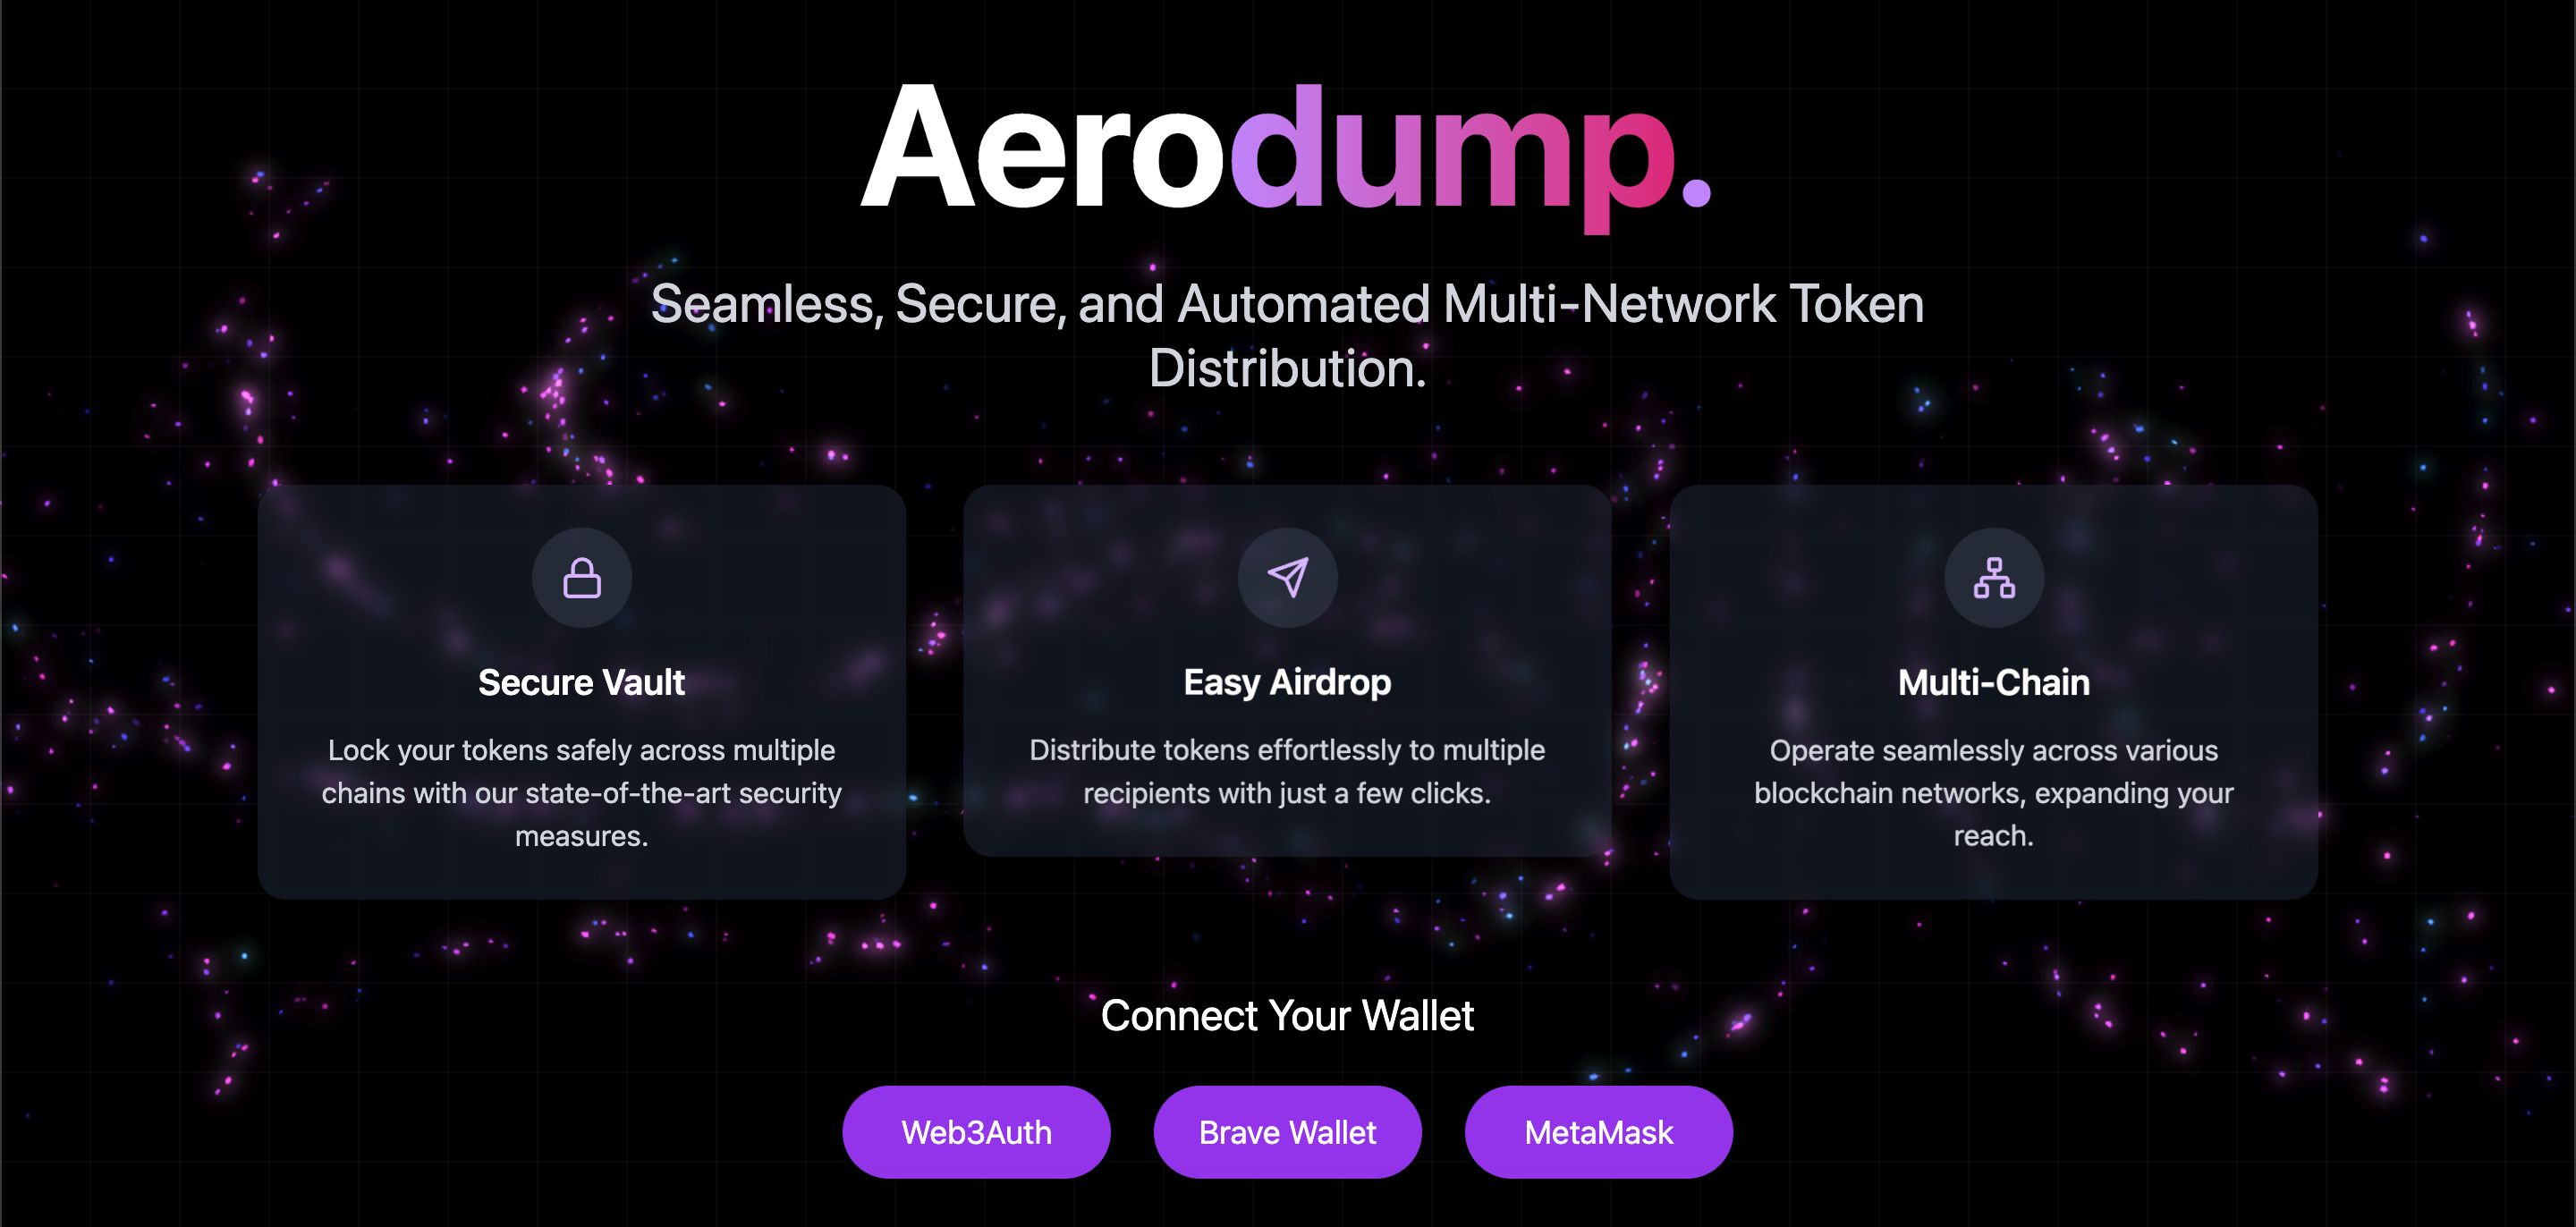 Aerodump.
Seamless, Secure, and Automated Multi-Network Token
Distribution.
Secure Vault
Lock your tokens safely across multiple
chains with our state-of-the-art security
measures.
Easy Airdrop
Distribute tokens effortlessly to multiple
recipients with just a few clicks.
Multi-Chain
Operate seamlessly across various
blockchain networks, expanding your
reach.
Connect Your Wallet
Web3Auth
Brave Wallet
MetaMask